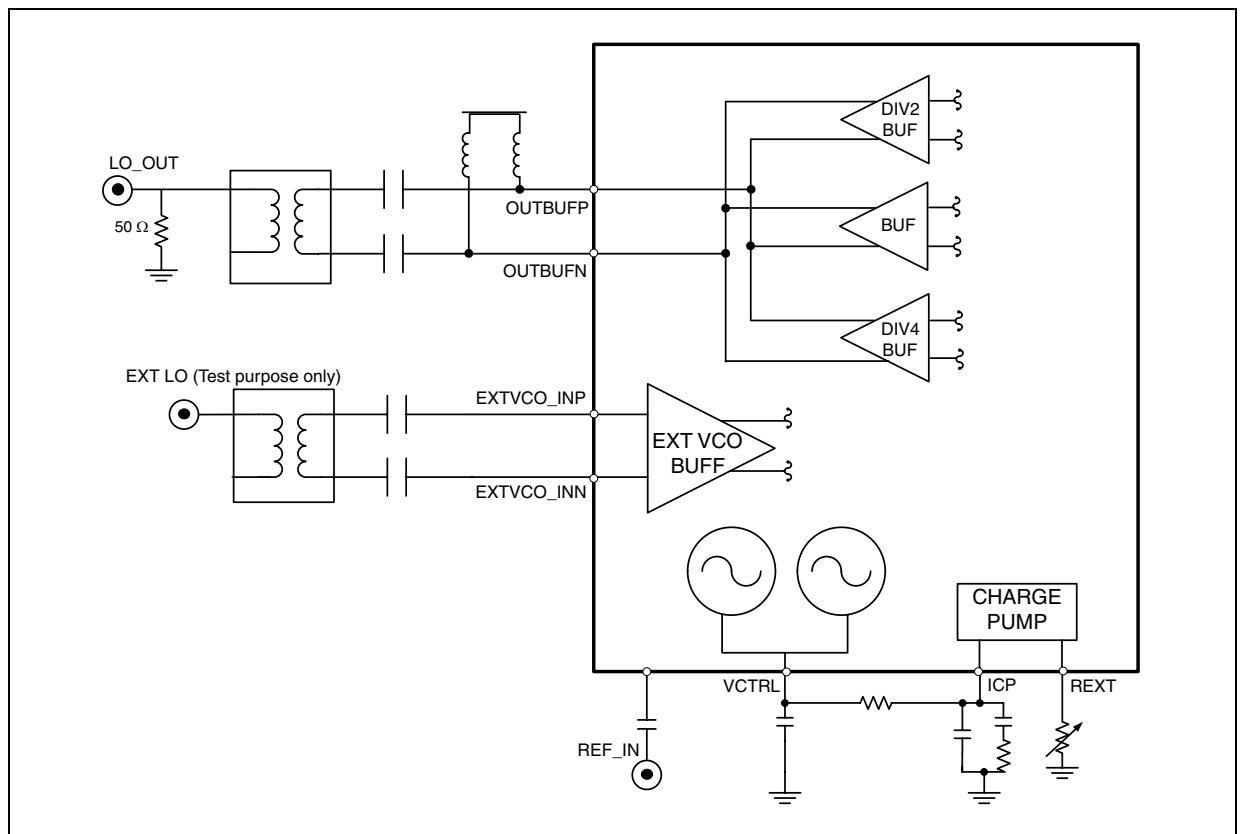 DIV2
BUF
LO_OUT
50 Ω
OUTBUFP
BUF
OUTBUFN
DIV4
BUF
EXT LO (Test purpose only)
EXTVCO_INP
EXT VCO
BUFF
EXTVCO_INN
CHARGE
PUMP
VCTRL
ICP
REXT
REF_IN